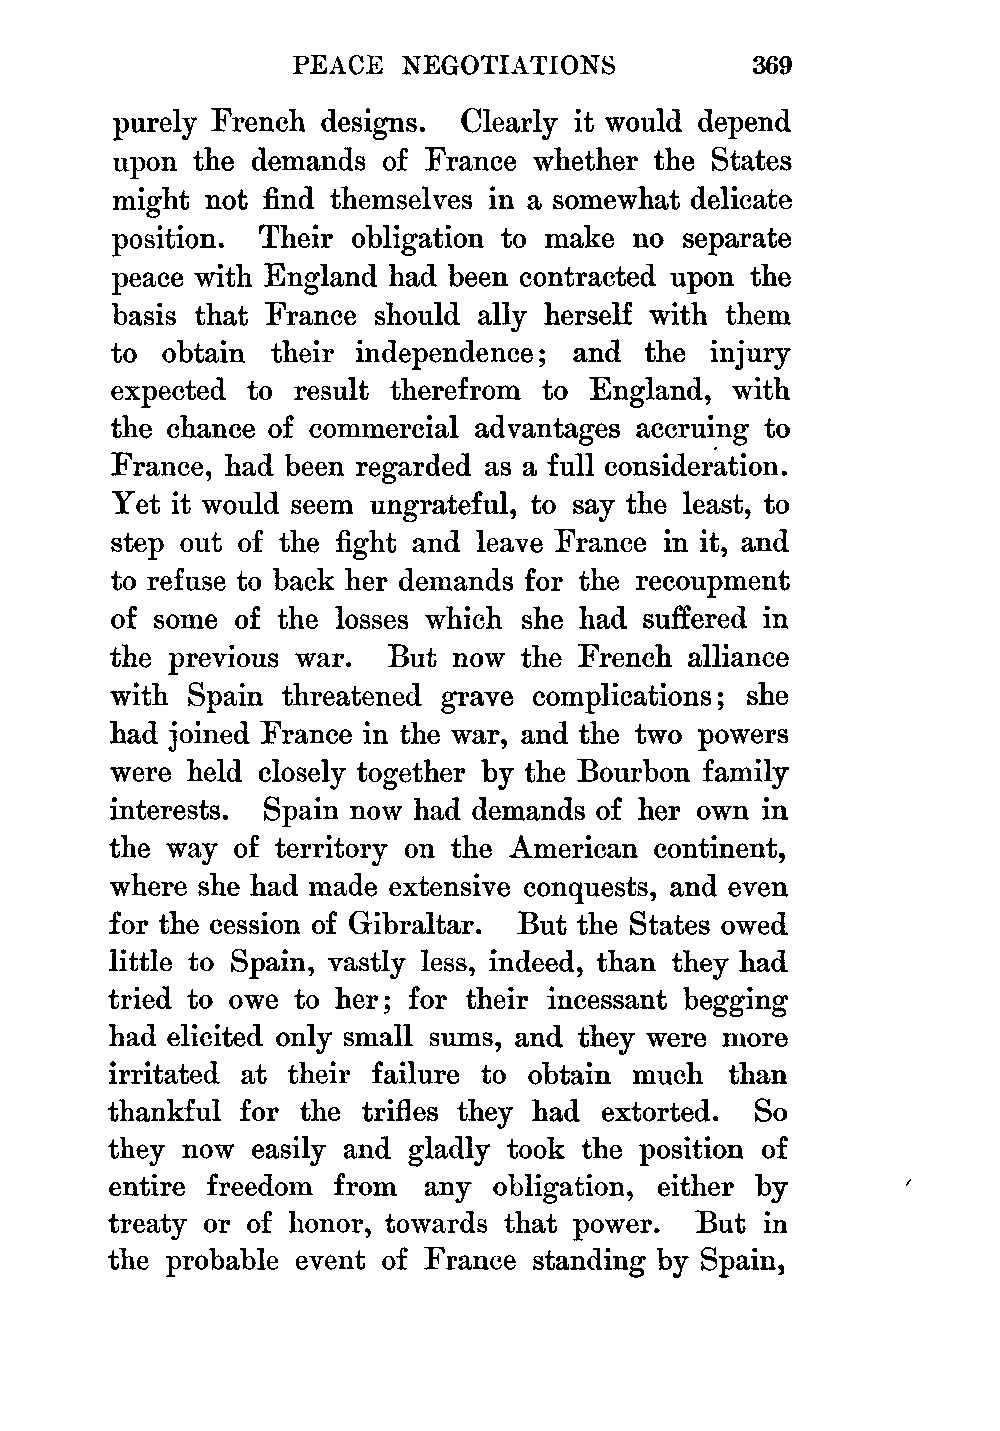 PEACE NEGOTIATIONS 369
purely French designs. Clearly it would depend
upon the demands of France whether the States
might not find themselves in a somewhat delicate
position. Their obligation to make no separate
peace with England had been contracted upon the
basis that France should ally herself with them
to obtain their independence; and the injury
expected to result therefrom to England, with
the chance of commercial advantages accruing to
France, had been regarded as a full consideration.
Yet it would seem ungrateful, to say the least, to
step out of the fight and leave France in it, and
to refuse to back her demands for the recoupment
of some of the losses which she had suffered in
the previous war. But now the French alliance
with Spain threatened grave complications; she
had joined France in the war, and the two powers
were held closely together by the Bourbon family
interests. Spain now had demands of her own in
the way of territory on the American continent,
where she had made extensive conquests, and even
for the cession of Gibraltar. But the States owed
little to Spain, vastly less, indeed, than they had
tried to owe to her; for their incessant begging
had elicited only small sums, and they were more
irritated at their failure to obtain much than
thankful for the trifles they had extorted. So
they now easily and gladly took the position of
entire freedom from any obligation, either by
treaty or of honor, towards that power. But in
the probable event of France standing by Spain,